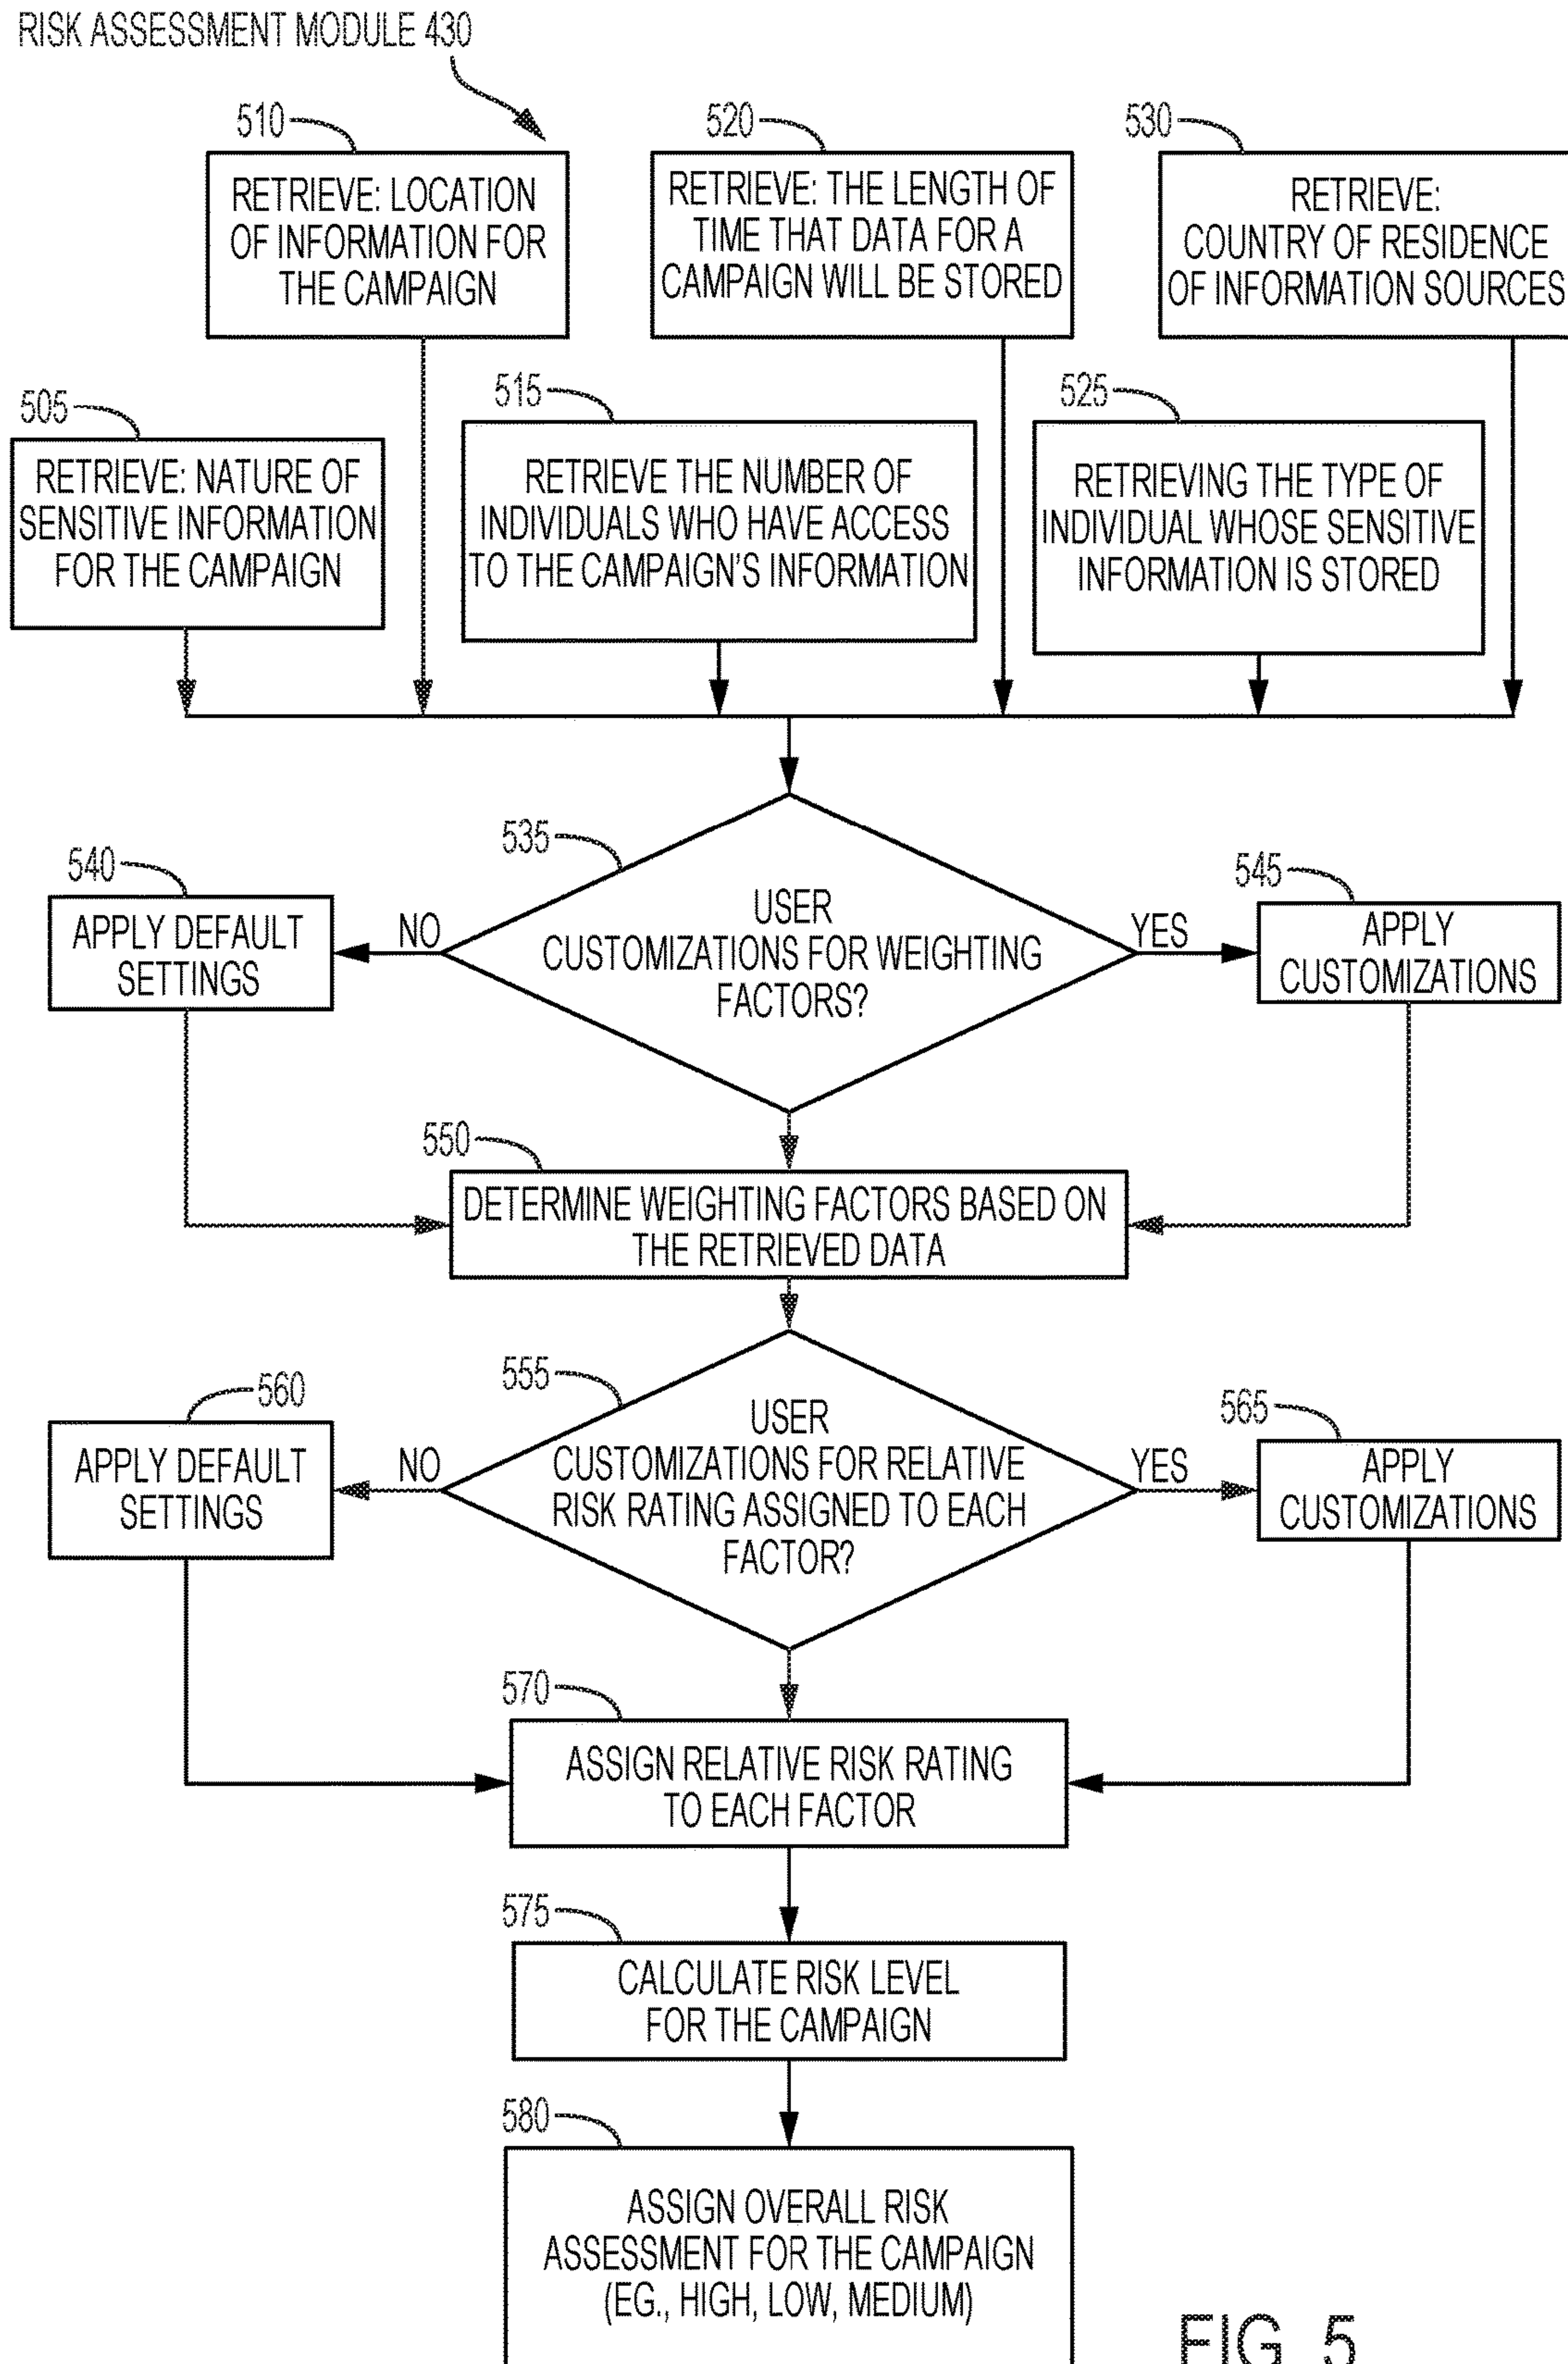 RISK ASSESSMENT MODULE 430
510
RETRIEVE: LOCATION
OF INFORMATION FOR
THE CAMPAIGN
520
RETRIEVE: THE LENGTH OF
TIME THAT DATA FOR A
CAMPAIGN WILL BE STORED
530
RETRIEVE:
COUNTRY OF RESIDENCE
OF INFORMATION SOURCES
505
RETRIEVE: NATURE OF
SENSITIVE INFORMATION
FOR THE CAMPAIGN
515
RETRIEVE THE NUMBER OF
INDIVIDUALS WHO HAVE ACCESS
TO THE CAMPAIGN'S INFORMATION
525
RETRIEVING THE TYPE OF
INDIVIDUAL WHOSE SENSITIVE
INFORMATION IS STORED
535
USER
CUSTOMIZATIONS FOR WEIGHTING
FACTORS?
NO
YES
540
APPLY DEFAULT
SETTINGS
545
APPLY
CUSTOMIZATIONS
550
DETERMINE WEIGHTING FACTORS BASED ON
THE RETRIEVED DATA
555
USER
CUSTOMIZATIONS FOR RELATIVE
RISK RATING ASSIGNED TO EACH
FACTOR?
NO
YES
560
APPLY DEFAULT
SETTINGS
565
APPLY
CUSTOMIZATIONS
570
ASSIGN RELATIVE RISK RATING
TO EACH FACTOR
575
CALCULATE RISK LEVEL
FOR THE CAMPAIGN
580
ASSIGN OVERALL RISK
ASSESSMENT FOR THE CAMPAIGN
(EG., HIGH, LOW, MEDIUM)
FIG. 5